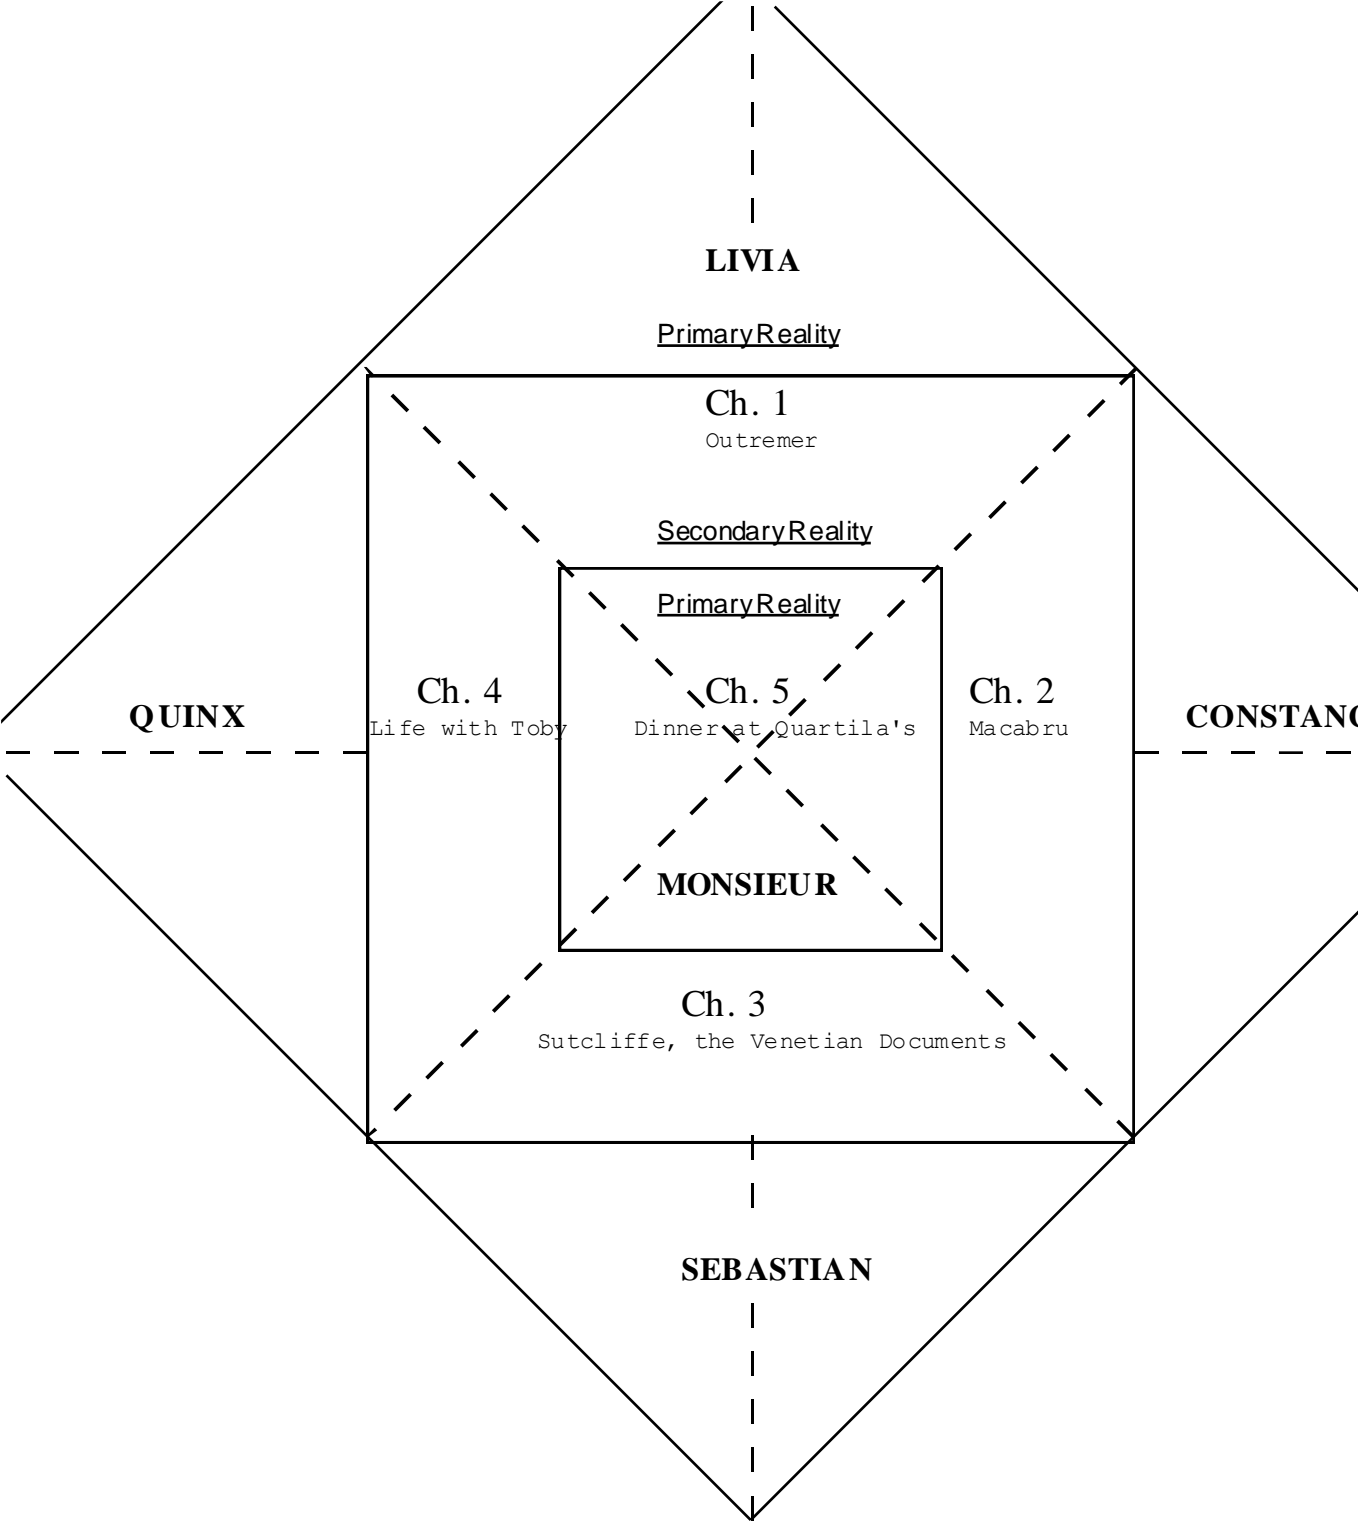 LIVIA
Primary Reality
Ch. 1
Outremer
Secondary Reality
Primary Reality
Ch. 4
Ch. 5
Ch. 2
QUINX
CONSTANC
Life with Toby
Dinner at Quartila's
Macabru
MONSIEUR
Ch. 3
Sutcliffe, the Venetian Documents
SEBASTIAN